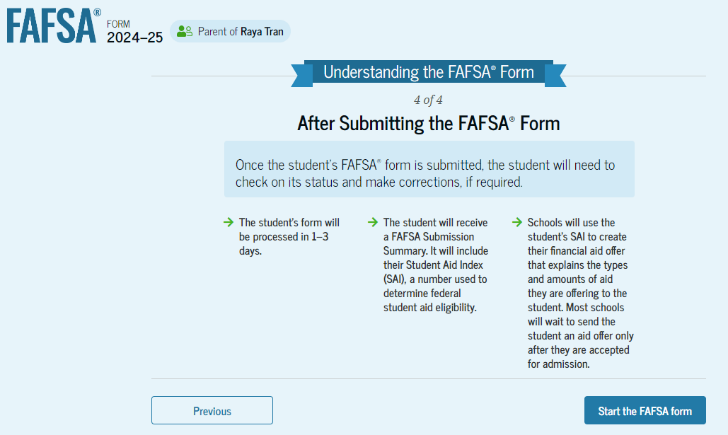 FAFSA® FORM
2024–25
Parent of Raya Tran
Understanding the FAFSA® Form
4 of 4
After Submitting the FAFSA® Form
Once the student's FAFSA® form is submitted, the student will need to
check on its status and make corrections, if required.
The student's form will
be processed in 1–3
days.
The student will receive
a FAFSA Submission
Summary. It will include
their Student Aid Index
(SAI), a number used to
determine federal
student aid eligibility.
Schools will use the
student's SAI to create
their financial aid offer
that explains the types
and amounts of aid
they are offering to the
student. Most schools
will wait to send the
student an aid offer only
after they are accepted
for admission.
Previous
Start the FAFSA form